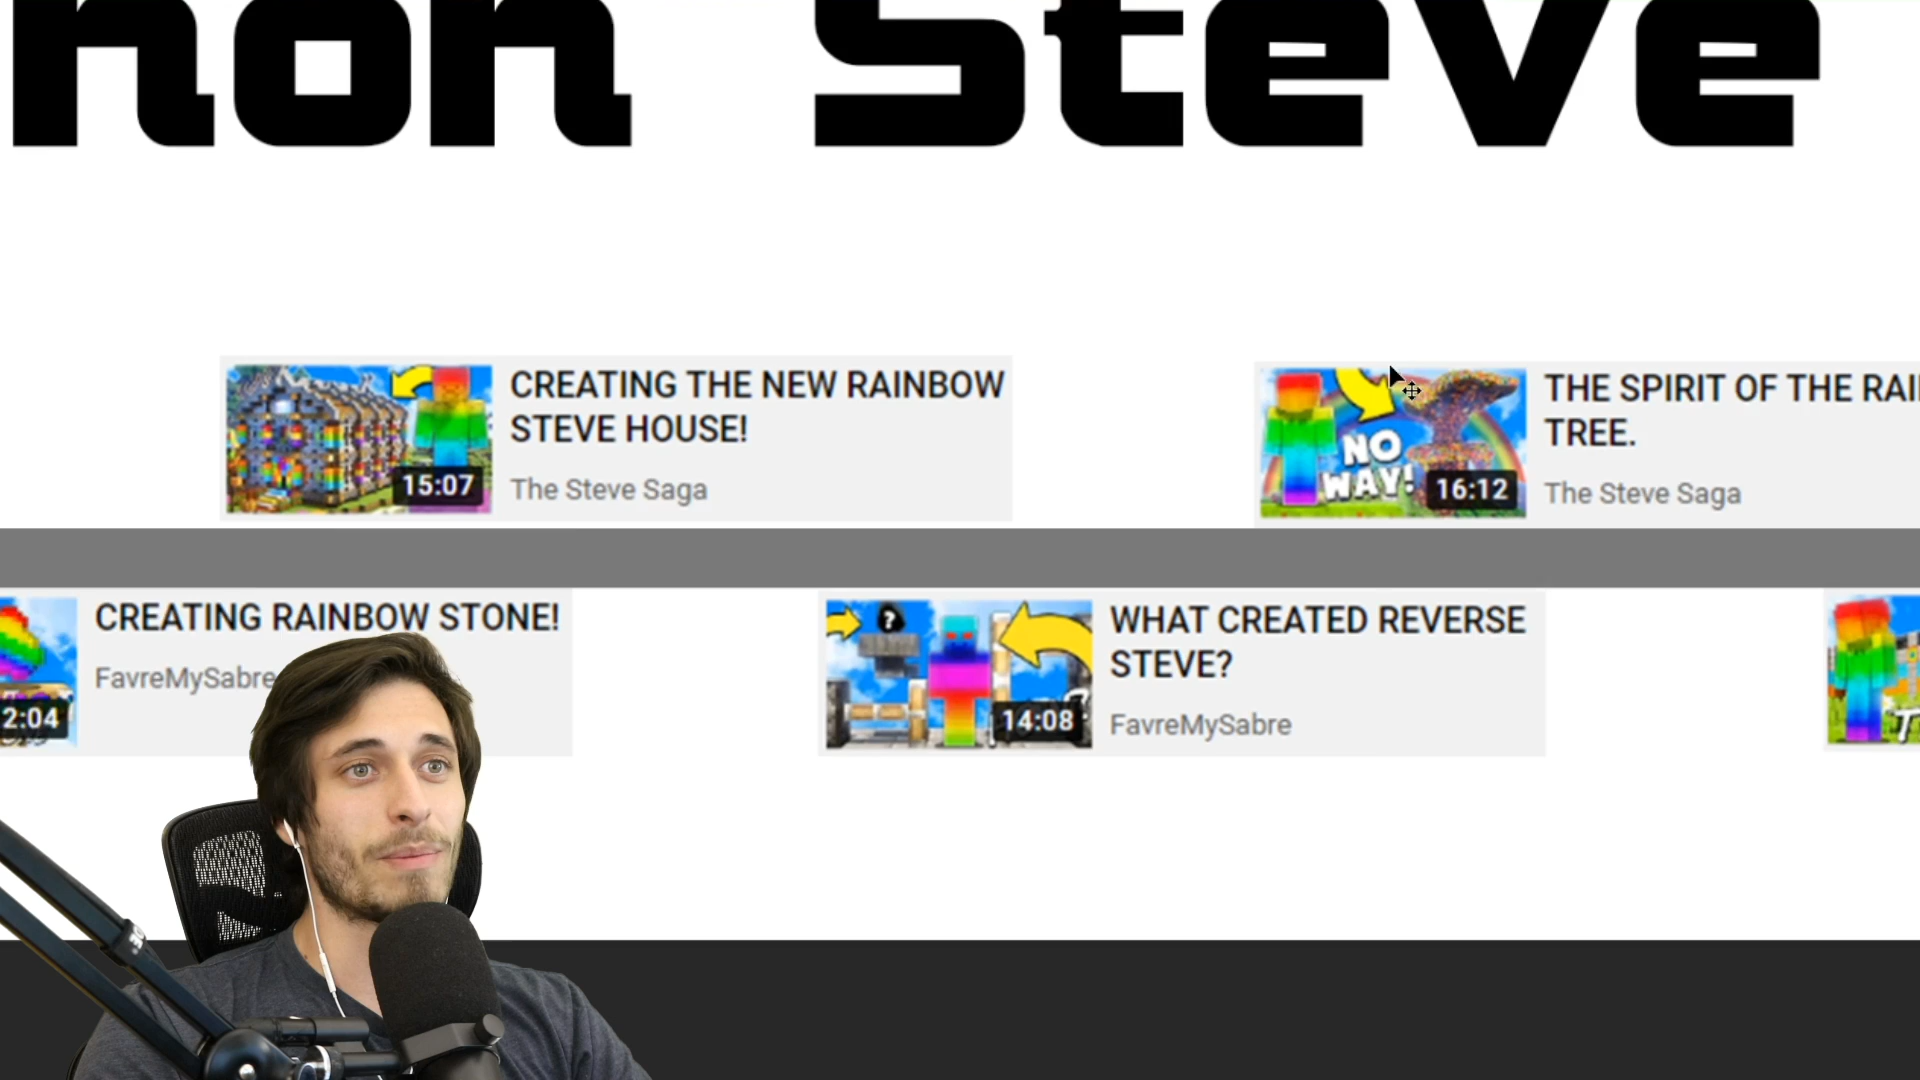 non Steve
CREATING THE NEW RAINBOW
STEVE HOUSE!
15:07
The Steve Saga
NO
WAY!
16:12
THE SPIRIT OF THE RAI
TREE.
The Steve Saga
2:04
CREATING RAINBOW STONE!
FavreMySabre
?
14:08
WHAT CREATED REVERSE
STEVE?
FavreMySabre